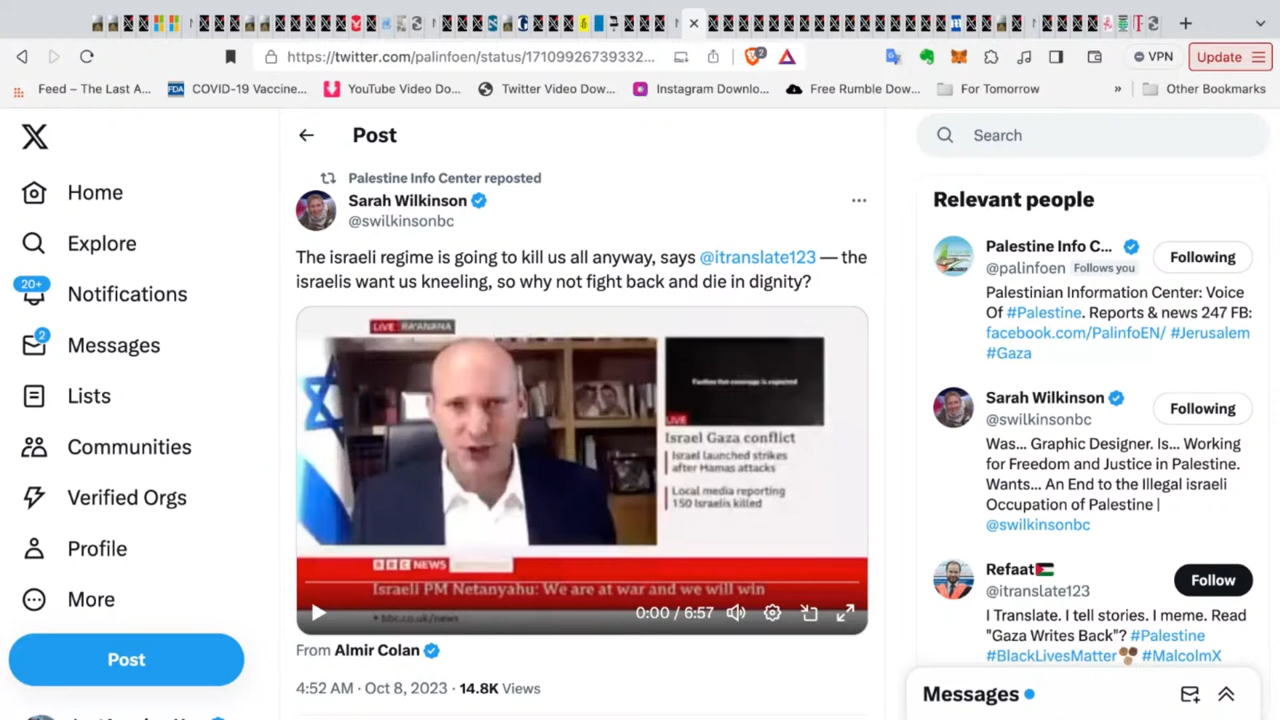 https://twitter.com/palinfoen/status/17109926739332...
2
VPN
Update
Feed – The Last A...
FDA COVID-19 Vaccine...
YouTube Video Do...
Twitter Video Dow...
Instagram Downlo...
Free Rumble Dow...
For Tomorrow
»
Other Bookmarks
Home
Explore
20+
Notifications
2
Messages
Lists
Communities
Verified Orgs
Profile
More
Post
Post
Palestine Info Center reposted
Sarah Wilkinson
@swilkinsonbc
The israeli regime is going to kill us all anyway, says @itranslate123 — the
israelis want us kneeling, so why not fight back and die in dignity?
LIVE RA'ANANA
LIVE
Israel Gaza conflict
Israel launched strikes
after Hamas attacks
Local media reporting
150 Israelis killed
BBC NEWS
Israeli PM Netanyahu: We are at war and we will win
bbc.co.uk/news
0:00 / 6:57
From Almir Colan
4:52 AM · Oct 8, 2023 · 14.8K Views
Search
Relevant people
Palestine Info C...
@palinfoen Follows you
Following
Palestinian Information Center: Voice
Of #Palestine. Reports & news 247 FB:
facebook.com/PalinfoEN/ #Jerusalem
#Gaza
Sarah Wilkinson
@swilkinsonbc
Following
Was... Graphic Designer. Is... Working
for Freedom and Justice in Palestine.
Wants... An End to the Illegal israeli
Occupation of Palestine |
@swilkinsonbc
Refaat
@itranslate123
Follow
I Translate. I tell stories. I meme. Read
"Gaza Writes Back"? #Palestine
#BlackLivesMatter #MalcolmX
Messages